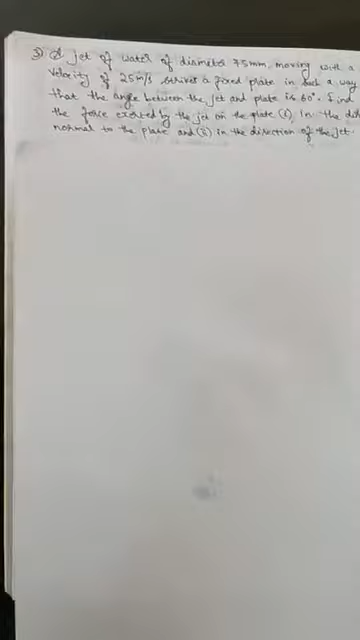 3) A jet of water of diameter 75mm, moving with a
velocity of 25m/s strikes a fixed plate in such a way
that the angle between the jet and plate is 60°. Find
the force exerted by the jet on the plate (i) In the dir
normal to the plate and (ii) in the direction of the jet.